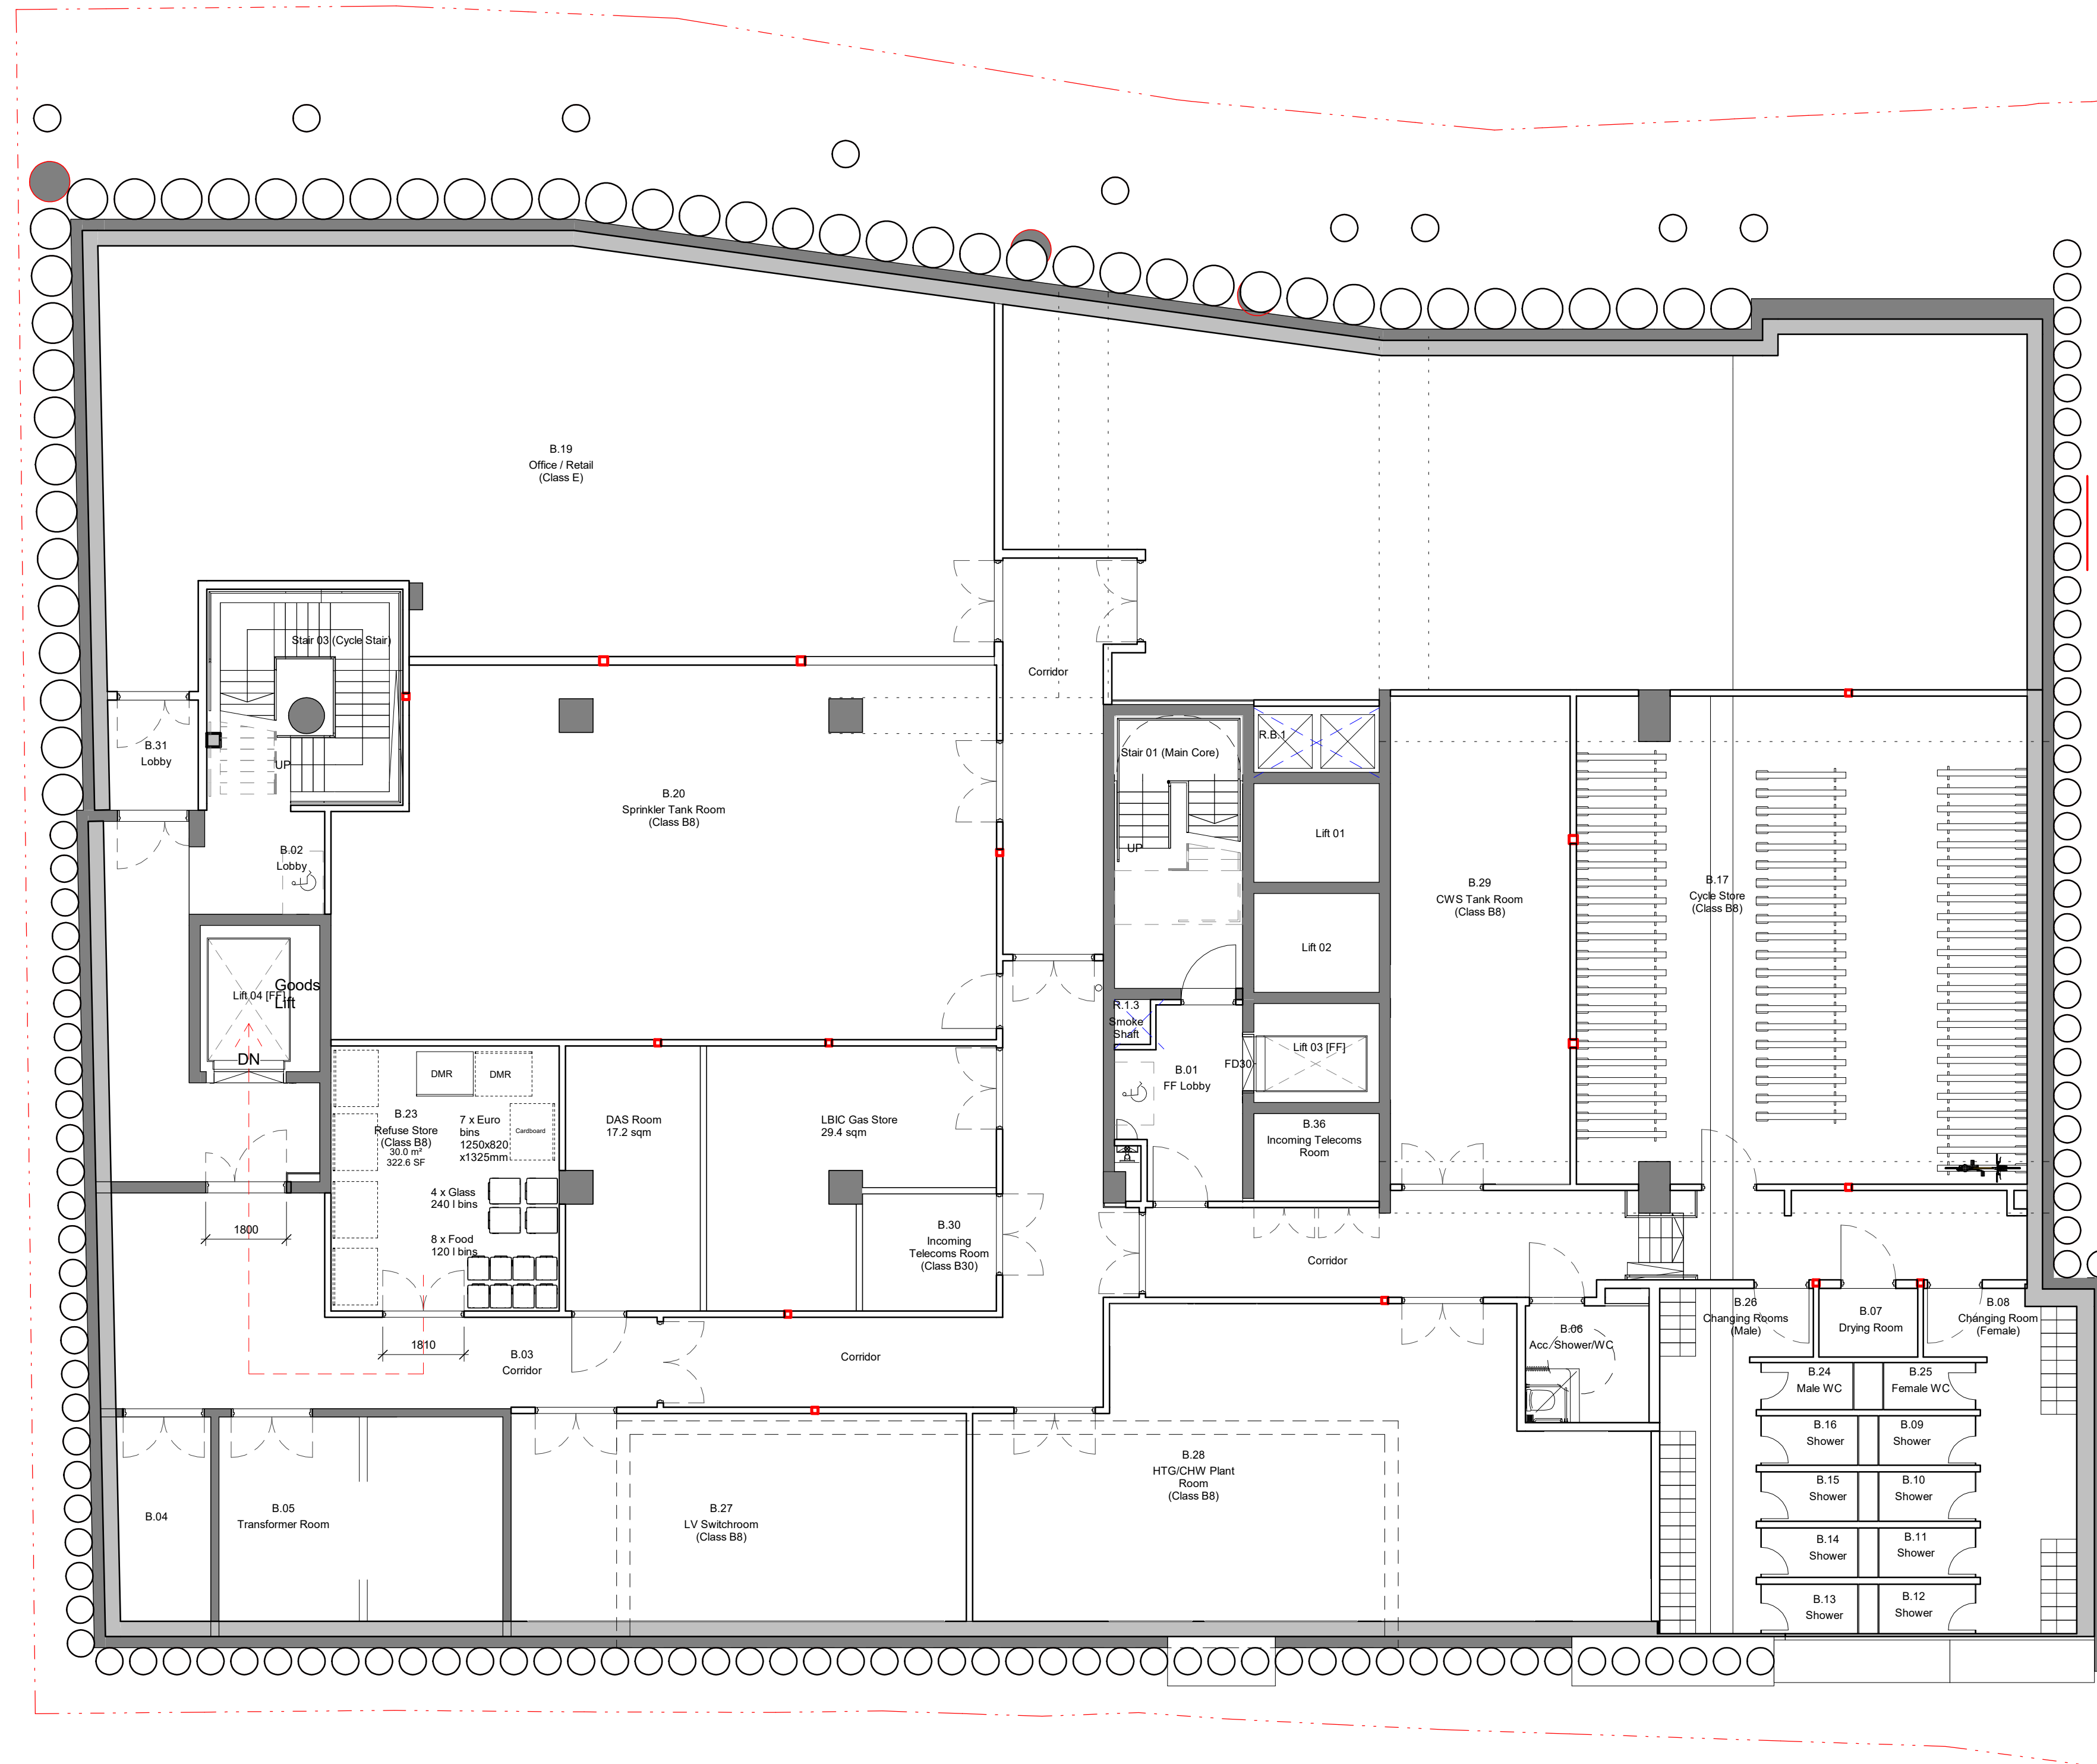 B.19
Office / Retail
(Class E)
Stair 03 (Cycle Stair)
UP
B.31
Lobby
B.02
Lobby
B.20
Sprinkler Tank Room
(Class B8)
Corridor
Stair 01 (Main Core)
UP
R.B.1
Lift 01
Lift 02
B.29
CWS Tank Room
(Class B8)
B.17
Cycle Store
(Class B8)
Lift 04 [FF]
Goods
Lift
DN
R.1.3
Smoke
Shaft
B.01
FF Lobby
FD30
Lift 03 [FF]
B.36
Incoming Telecoms
Room
DMR
DMR
Cardboard
B.23
Refuse Store
(Class B8)
30.0 m²
322.6 SF
7 x Euro
bins
1250x820
x1325mm
4 x Glass
240 l bins
8 x Food
120 l bins
DAS Room
17.2 sqm
LBIC Gas Store
29.4 sqm
B.30
Incoming
Telecoms Room
(Class B30)
1800
1810
B.03
Corridor
Corridor
Corridor
B.06
Acc. Shower/WC
B.26
Changing Rooms
(Male)
B.07
Drying Room
B.08
Changing Room
(Female)
B.24
Male WC
B.25
Female WC
B.16
Shower
B.09
Shower
B.15
Shower
B.10
Shower
B.14
Shower
B.11
Shower
B.13
Shower
B.12
Shower
B.04
B.05
Transformer Room
B.27
LV Switchroom
(Class B8)
B.28
HTG/CHW Plant
Room
(Class B8)